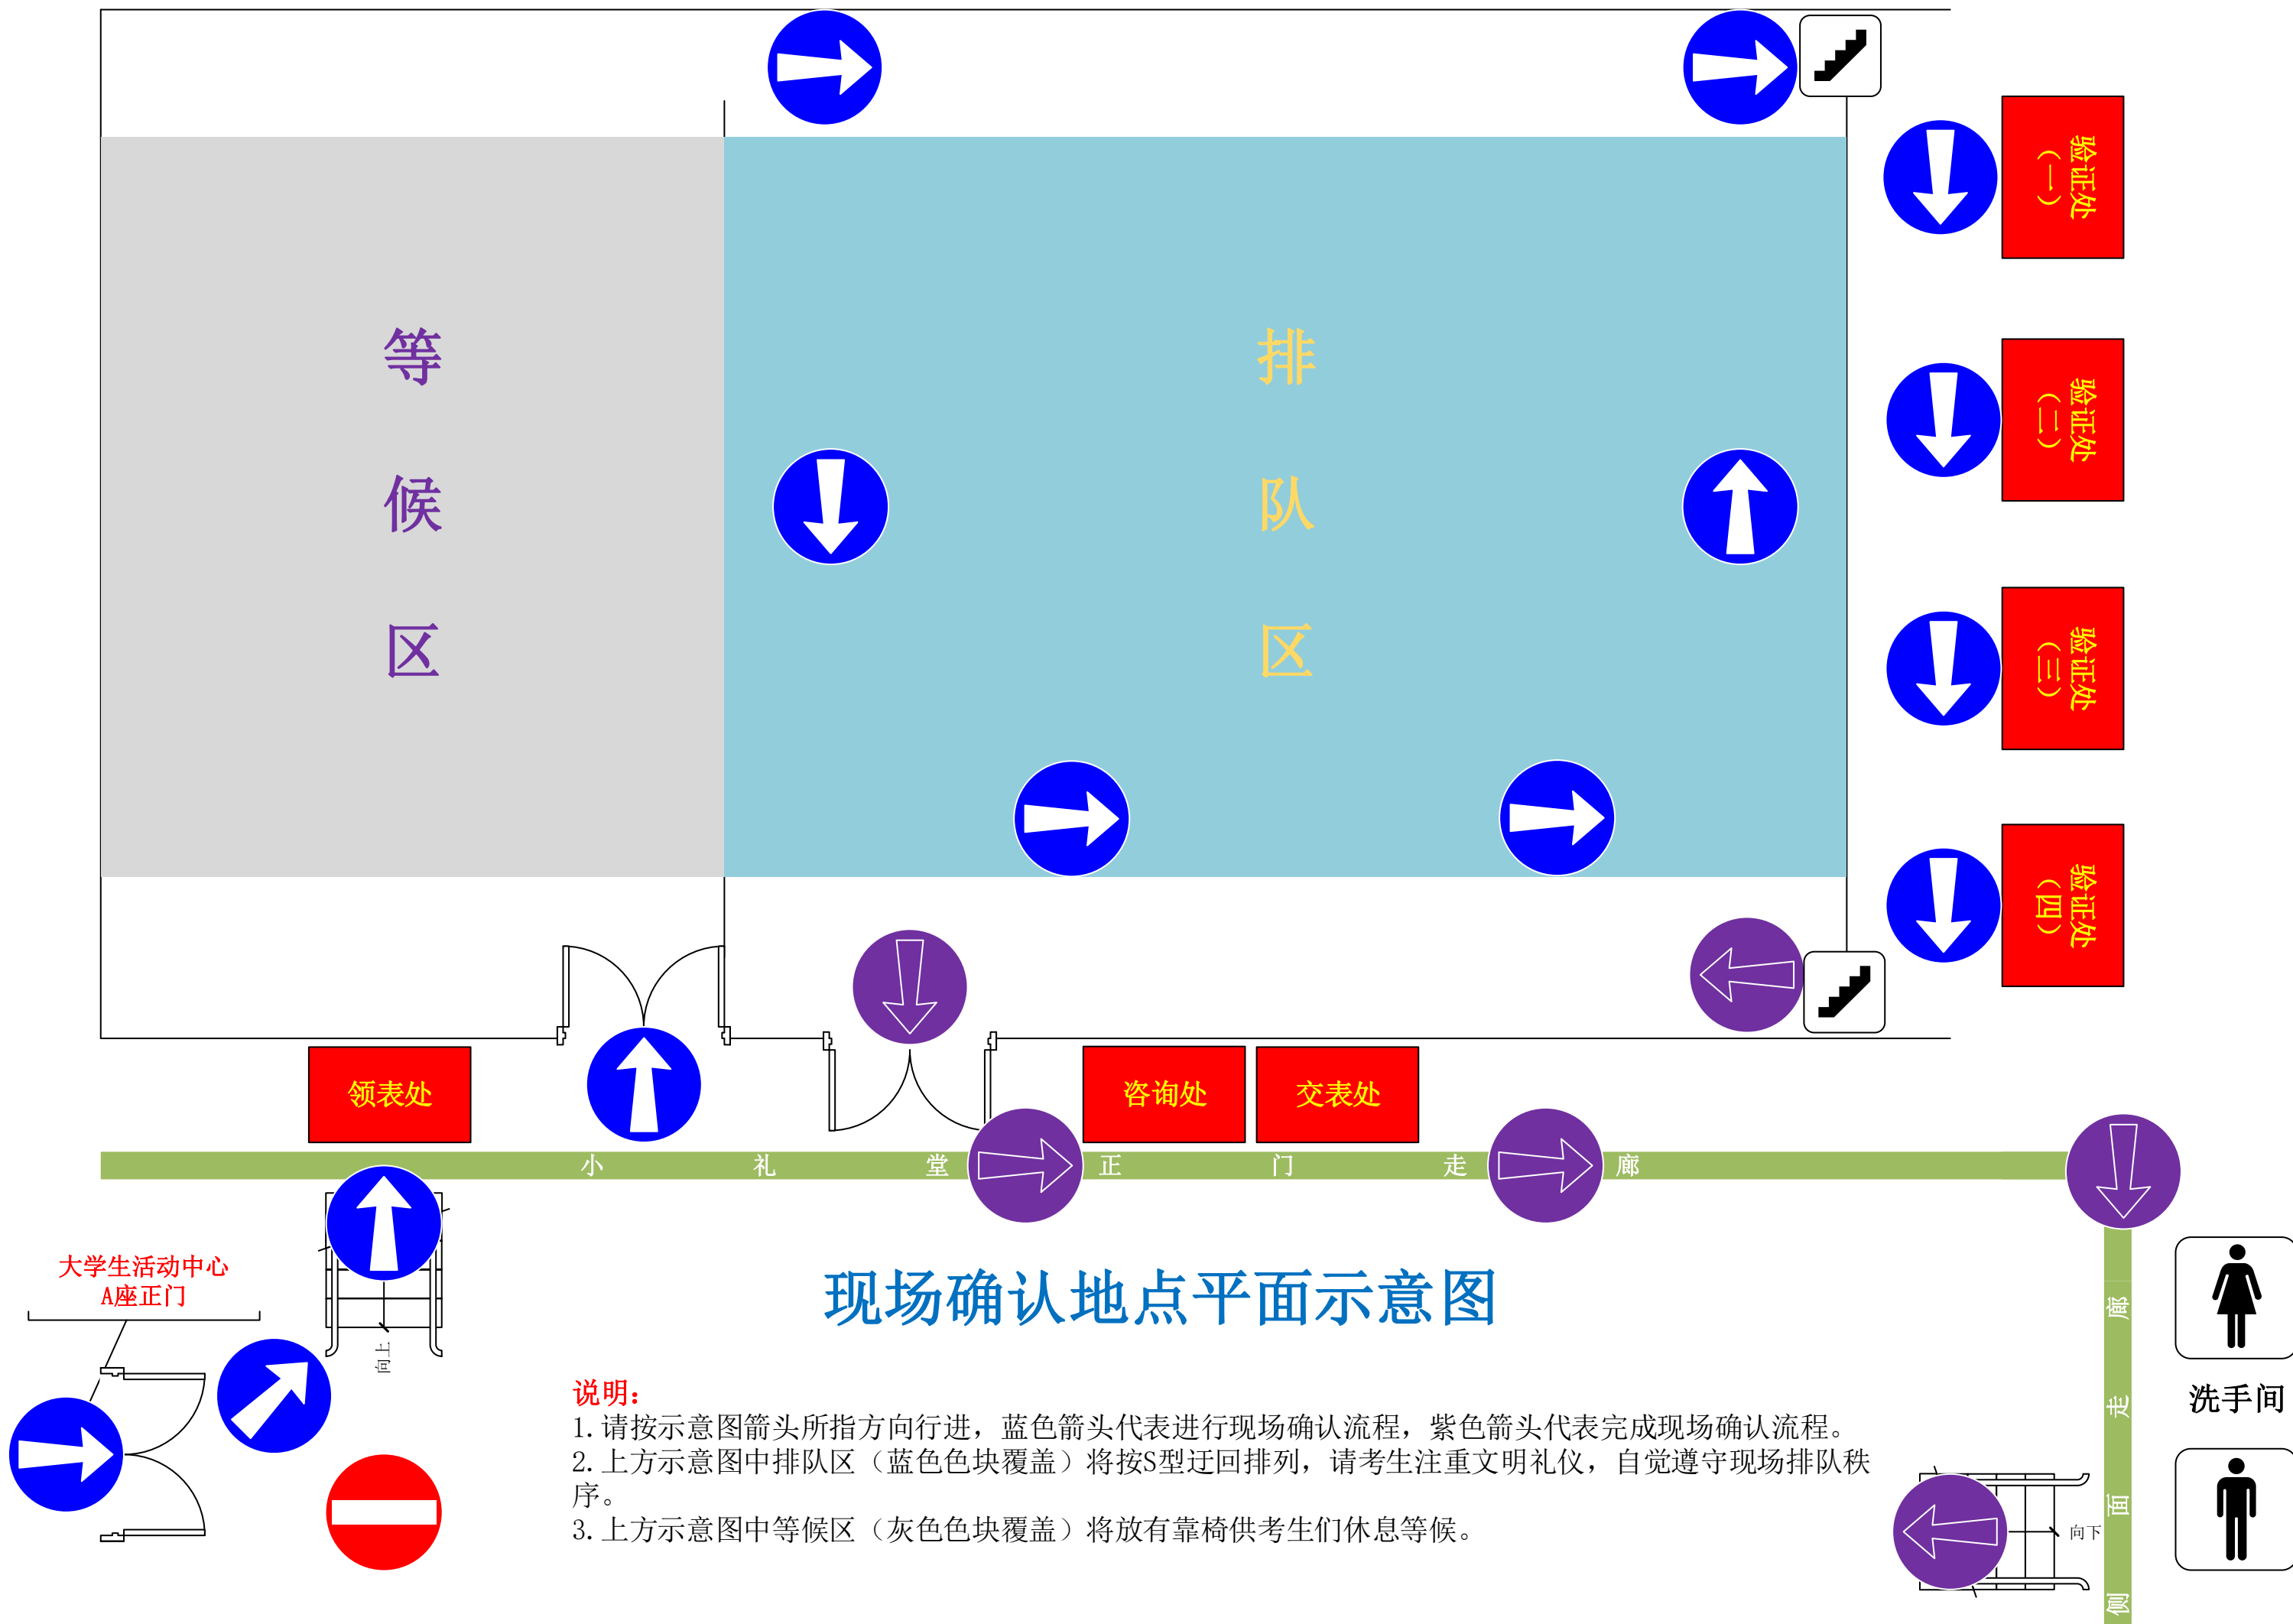 等候区
排队区
验证处
（一）
验证处
（二）
验证处
（三）
验证处
（四）
领表处
咨询处
交表处
小礼堂正门走廊
大学生活动中心
A座正门
向上
现场确认地点平面示意图
说明：
1.请按示意图箭头所指方向行进，蓝色箭头代表进行现场确认流程，紫色箭头代表完成现场确认流程。
2.上方示意图中排队区（蓝色色块覆盖）将按S型迂回排列，请考生注重文明礼仪，自觉遵守现场排队秩
序。
3.上方示意图中等候区（灰色色块覆盖）将放有靠椅供考生们休息等候。
侧面走廊
洗手间
向下